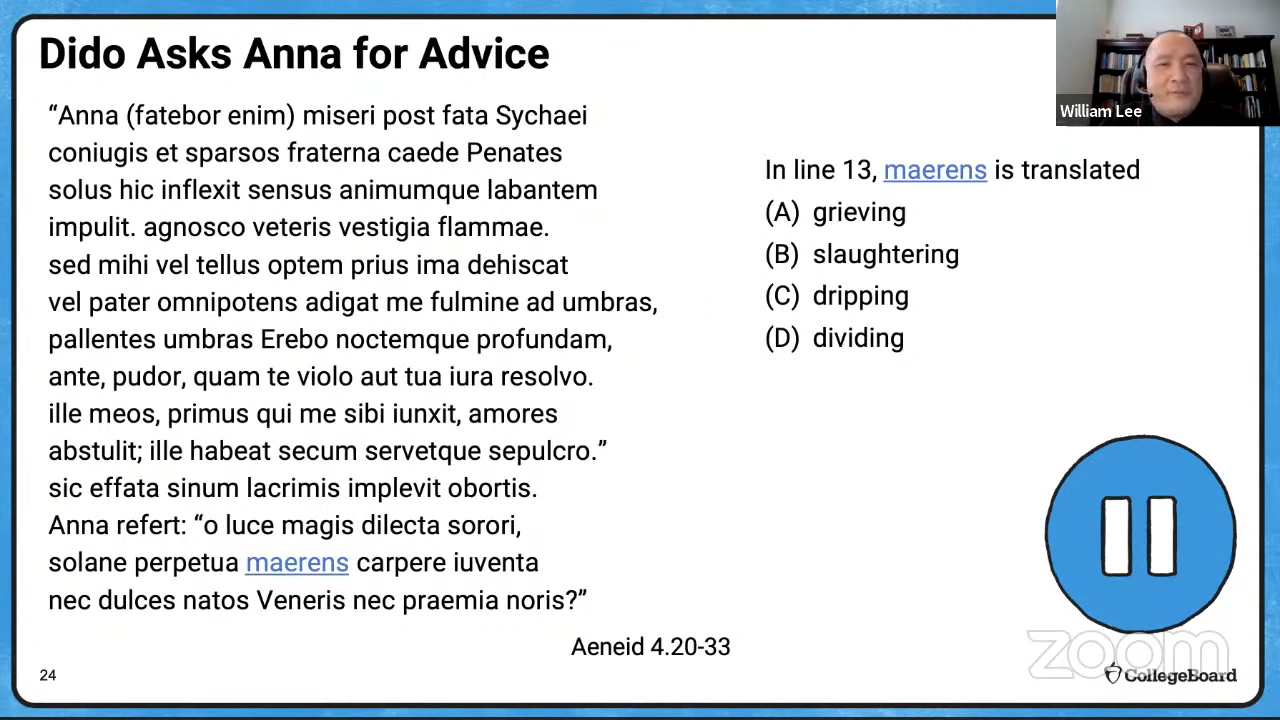 Dido Asks Anna for Advice
“Anna (fatebor enim) miseri post fata Sychaei
coniugis et sparsos fraterna caede Penates
solus hic inflexit sensus animumque labantem
impulit. agnosco veteris vestigia flammae.
sed mihi vel tellus optem prius ima dehiscat
vel pater omnipotens adigat me fulmine ad umbras,
pallentes umbras Erebo noctemque profundam,
ante, pudor, quam te violo aut tua iura resolvo.
ille meos, primus qui me sibi iunxit, amores
abstulit; ille habeat secum servetque sepulcro.”
sic effata sinum lacrimis implevit obortis.
Anna refert: “o luce magis dilecta sorori,
solane perpetua maerens carpere iuventa
nec dulces natos Veneris nec praemia noris?”
Aeneid 4.20-33
William Lee
In line 13, maerens is translated
(A) grieving
(B) slaughtering
(C) dripping
(D) dividing
24
zoom
CollegeBoard